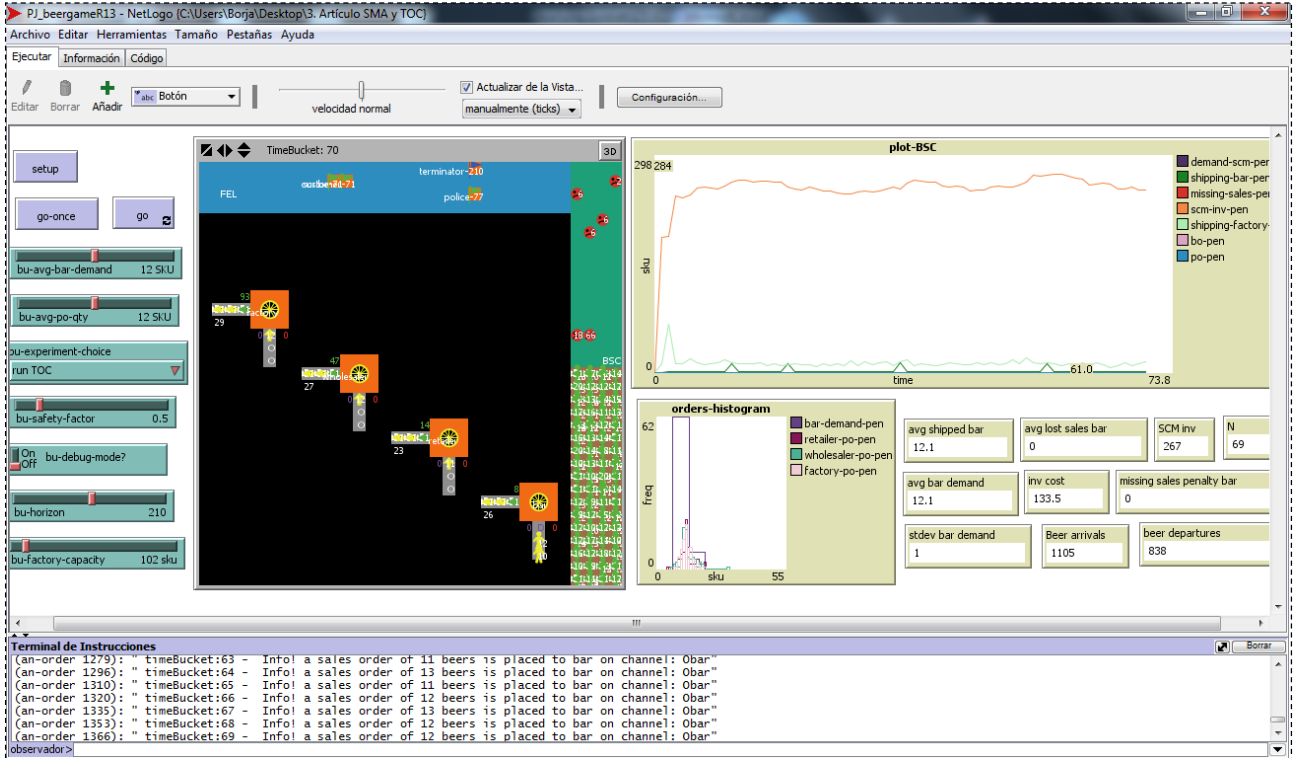 PJ_beergameR13 - NetLogo {C:\Users\Borja\Desktop\3. Artículo SMA y TOC}
Archivo Editar Herramientas Tamaño Pestañas Ayuda
Ejecutar Información Código
Editar Borrar Añadir
abc Botón
velocidad normal
Actualizar de la Vista...
manualmente (ticks)
Configuración...
setup
go-once go
bu-avg-bar-demand 12 SKU
bu-avg-po-qty 12 SKU
bu-experiment-choice
run TOC
bu-safety-factor 0.5
On
Off
bu-debug-mode?
bu-horizon 210
bu-factory-capacity 102 sku
TimeBucket: 70
3D
FEL
terminator-210
police-77
93
29
47
27
14
23
8
26
BSC
plot-BSC
298 284
sku
0
0 time 61.0 73.8
demand-scm-per
shipping-bar-per
missing-sales-per
scm-inv-pen
shipping-factory-
bo-pen
po-pen
orders-histogram
62
freq
0
0 sku 55
bar-demand-pen
retailer-po-pen
wholesaler-po-pen
factory-po-pen
avg shipped bar
12.1
avg lost sales bar
0
SCM inv
267
N
69
avg bar demand
12.1
inv cost
133.5
missing sales penalty bar
0
stdev bar demand
1
Beer arrivals
1105
beer departures
838
Terminal de Instrucciones
Borrar
(an-order 1279): " timeBucket:63 - Info! a sales order of 11 beers is placed to bar on channel: Obar"
(an-order 1296): " timeBucket:64 - Info! a sales order of 13 beers is placed to bar on channel: Obar"
(an-order 1310): " timeBucket:65 - Info! a sales order of 11 beers is placed to bar on channel: Obar"
(an-order 1320): " timeBucket:66 - Info! a sales order of 12 beers is placed to bar on channel: Obar"
(an-order 1335): " timeBucket:67 - Info! a sales order of 13 beers is placed to bar on channel: Obar"
(an-order 1353): " timeBucket:68 - Info! a sales order of 12 beers is placed to bar on channel: Obar"
(an-order 1366): " timeBucket:69 - Info! a sales order of 12 beers is placed to bar on channel: Obar"
observador>